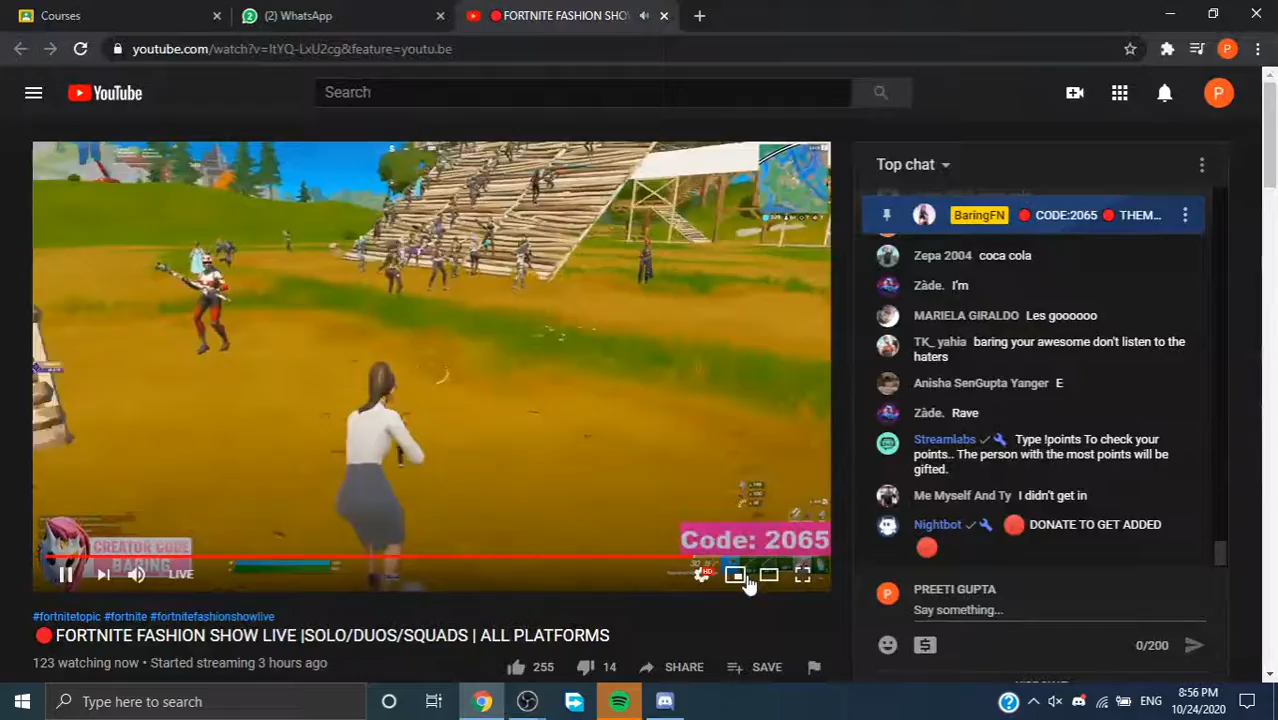 Courses
(2) WhatsApp
FORTNITE FASHION SHO
youtube.com/watch?v=ItYQ-LxU2cg&feature=youtu.be
P
YouTube
Search
P
Top chat
BaringFN CODE:2065 THEM...
Zepa 2004 coca cola
Zàde. I'm
MARIELA GIRALDO Les goooooo
TK_ yahia baring your awesome don't listen to the
haters
Anisha SenGupta Yanger E
Zàde. Rave
Streamlabs Type !points To check your
points.. The person with the most points will be
gifted.
Me Myself And Ty I didn't get in
Nightbot DONATE TO GET ADDED
CREATOR CODE
BARING
Code: 2065
LIVE
HD
P
PREETI GUPTA
Say something...
0/200
#fortnitetopic #fortnite #fortnitefashionshowlive
FORTNITE FASHION SHOW LIVE |SOLO/DUOS/SQUADS | ALL PLATFORMS
123 watching now • Started streaming 3 hours ago
255
14
SHARE
SAVE
Type here to search
ENG
8:56 PM
10/24/2020